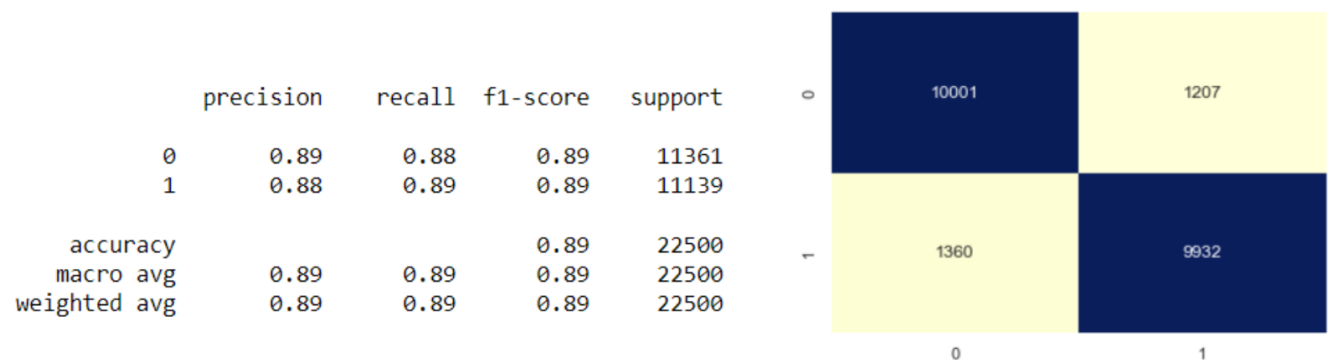 precision recall f1-score support
0 0.89 0.88 0.89 11361
1 0.88 0.89 0.89 11139
accuracy 0.89 22500
macro avg 0.89 0.89 0.89 22500
weighted avg 0.89 0.89 0.89 22500
0 10001 1207
1 1360 9932
0 1